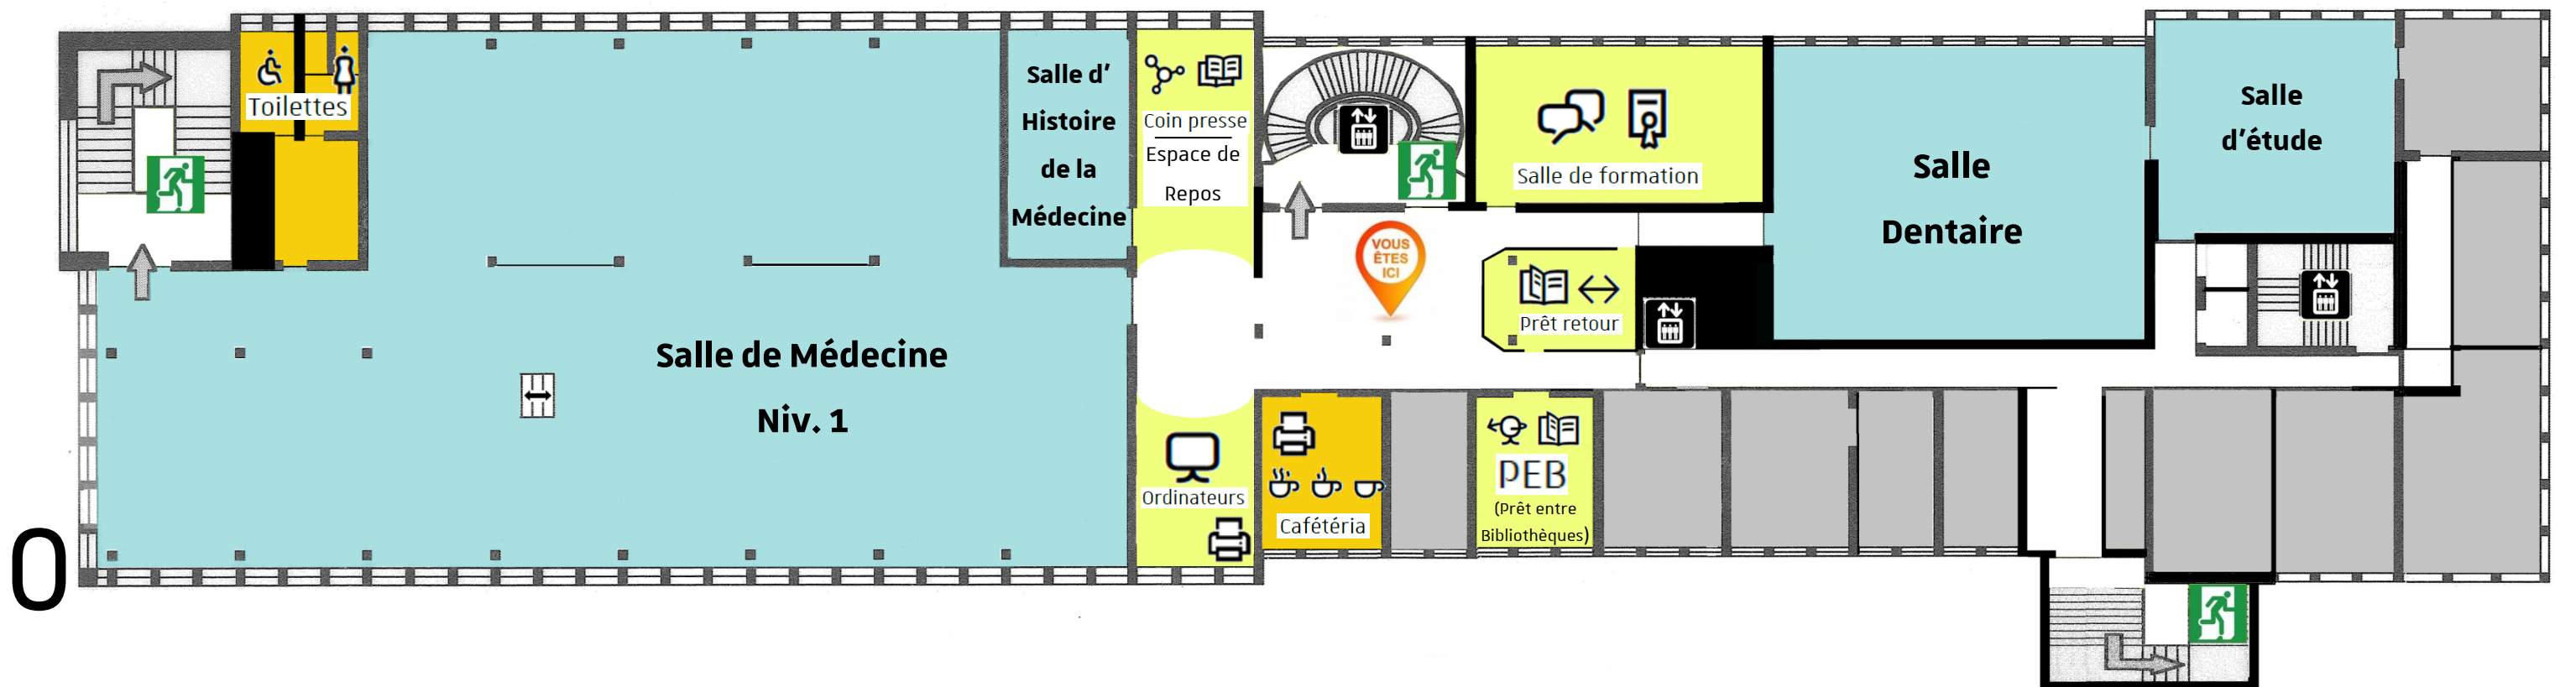 Toilettes
Salle d'
Histoire
de la
Médecine
Coin presse
Espace de
Repos
Salle de formation
Salle
Dentaire
Salle
d'étude
VOUS
ÊTES
ICI
Prêt retour
Salle de Médecine
Niv. 1
Ordinateurs
Cafétéria
PEB
(Prêt entre
Bibliothèques)
0